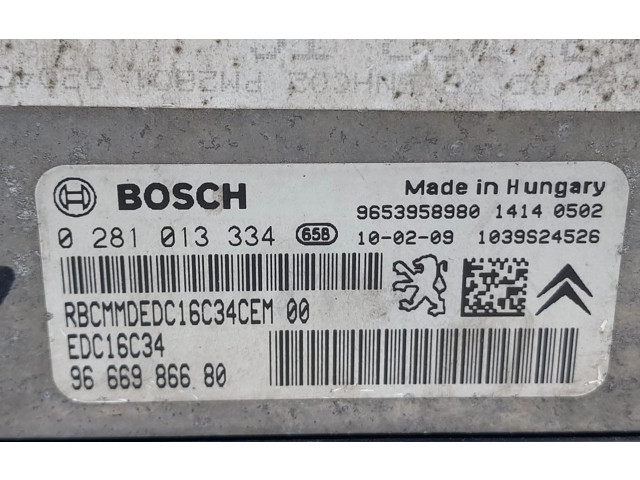 BOSCH
Made in Hungary
9653958980 1414 0502
0 281 013 334 658
10-02-09 1039S24526
RBCMMDEDC16C34CEM 00
EDC16C34
96 669 866 80